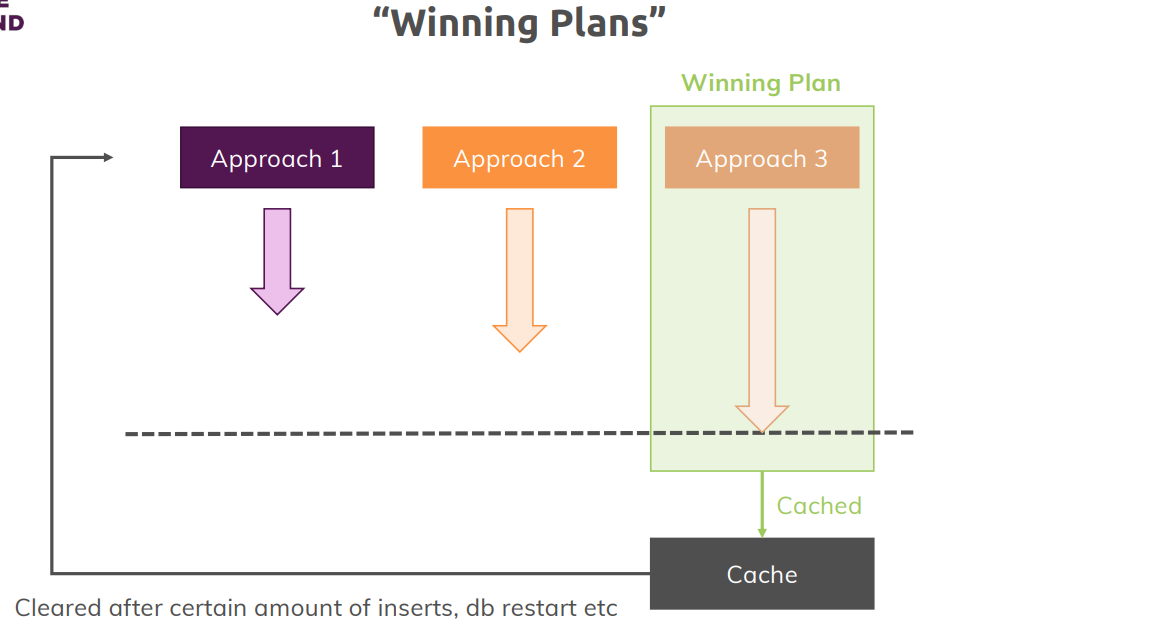 ND
“Winning Plans”
Winning Plan
Approach 1
Approach 2
Approach 3
Cached
Cache
Cleared after certain amount of inserts, db restart etc